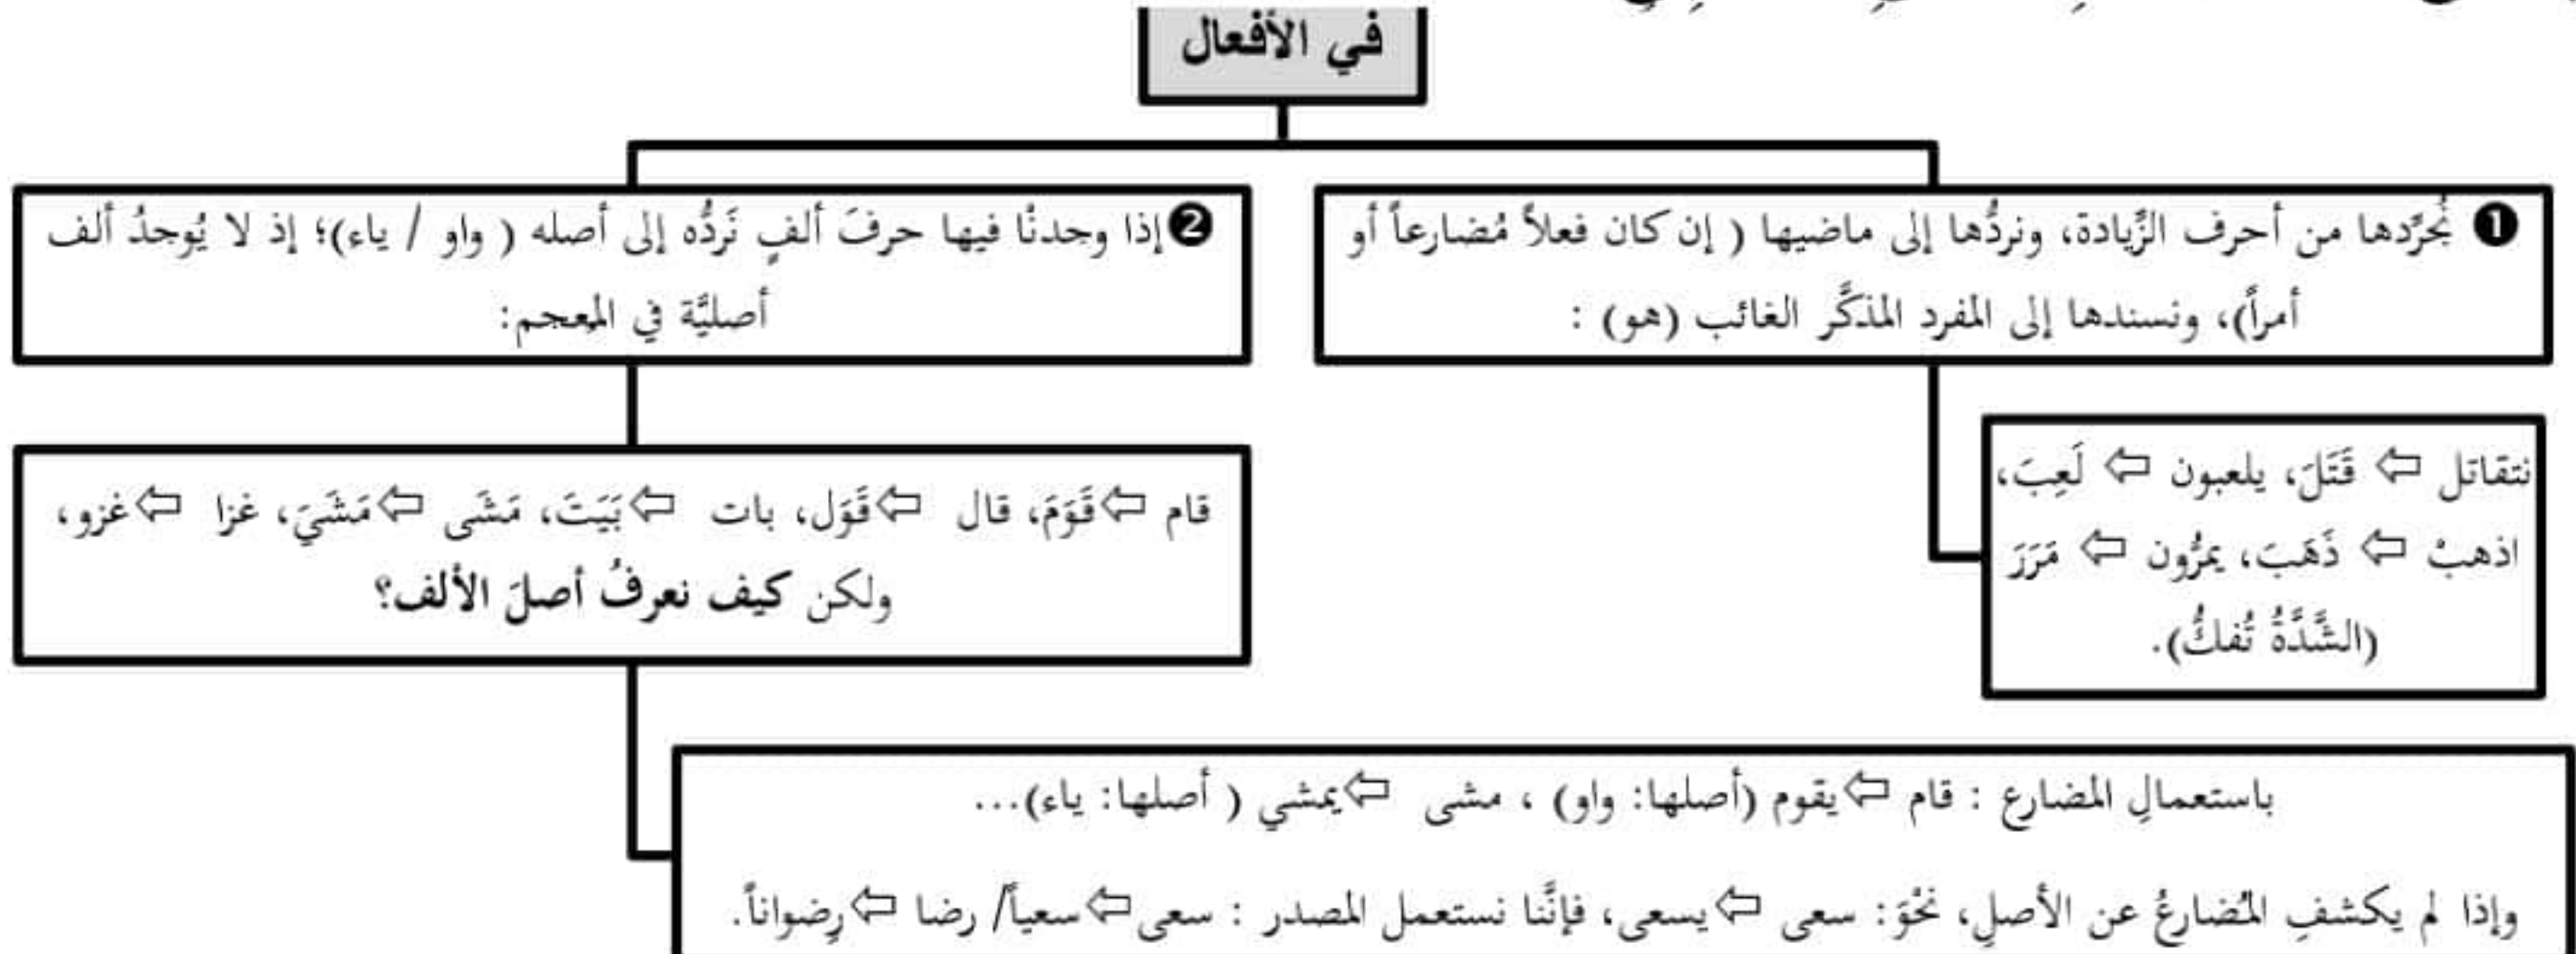 في الأفعال
❶ نُجرِّدها من أحرف الزِّيادة، ونردُّها إلى ماضيها ( إن كان فعلاً مُضارعاً أو
أمراً)، ونسندها إلى المفرد المذكَّر الغائب (هو) :
❷إذا وجدنْا فيها حرفَ ألفٍ نَردُّه إلى أصله ( واو / ياء)؛ إذ لا يُوجدُ ألف
أصليَّة في المعجم:
نتقاتل ⇦ قَتَلَ، يلعبون ⇦ لَعِبَ،
اذهبْ ⇦ ذَهَبَ، يمرُّون ⇦ مَرَرَ
(الشَّدَّةُ تُفكُّ).
قام ⇦قَوَمَ، قال ⇦قَوَل، بات ⇦بَيَتَ، مَشَى ⇦مَشَيَ، غزا ⇦غزو،
ولكن كيف نعرفُ أصلَ الألف؟
باستعمالِ المضارع : قام ⇦يقوم (أصلها: واو) ، مشى ⇦يمشي ( أصلها: ياء)...
وإذا لم يكشفِ المُضارعُ عن الأصلِ، نحْوَ: سعى ⇦يسعى، فإنَّنا نستعمل المصدر : سعى⇦سعياً/ رضا ⇦رِضواناً.